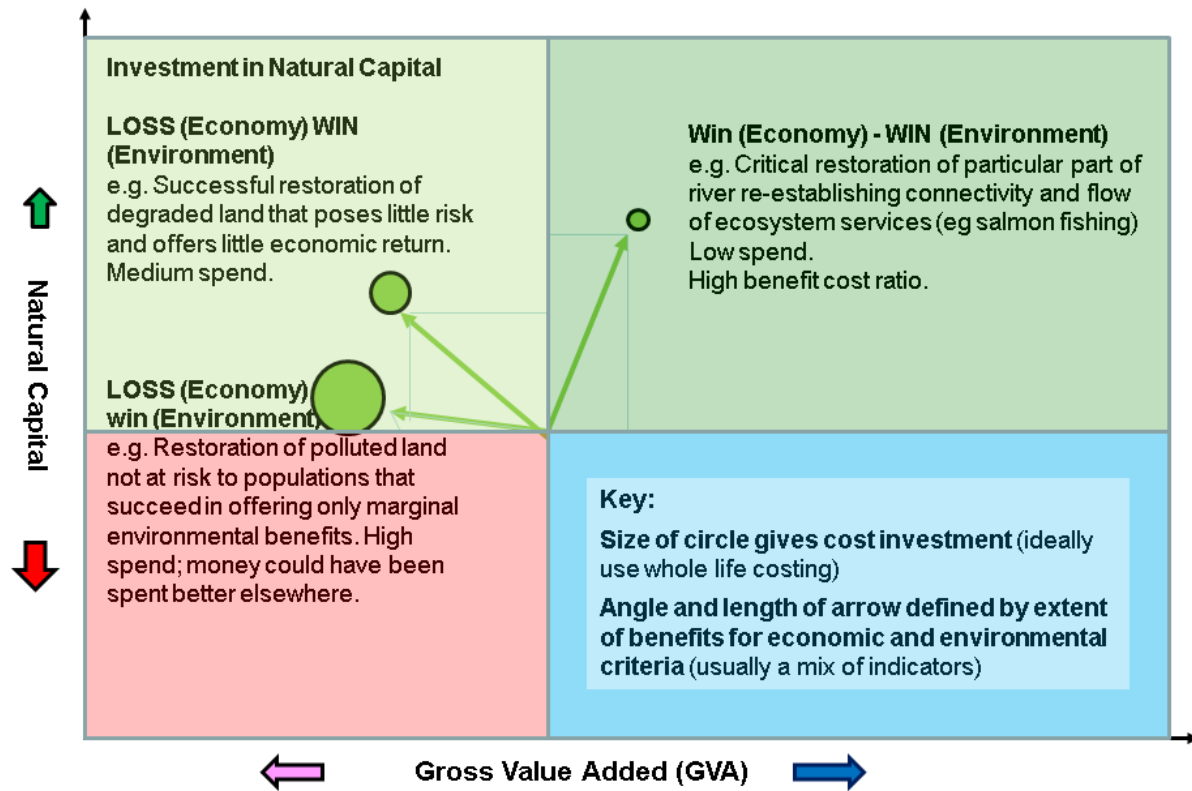 Investment in Natural Capital
LOSS (Economy) WIN
(Environment)
e.g. Successful restoration of
degraded land that poses little risk
and offers little economic return.
Medium spend.
LOSS (Economy)
win (Environment)
e.g. Restoration of polluted land
not at risk to populations that
succeed in offering only marginal
environmental benefits. High
spend; money could have been
spent better elsewhere.
Win (Economy) - WIN (Environment)
e.g. Critical restoration of particular part of
river re-establishing connectivity and flow
of ecosystem services (eg salmon fishing)
Low spend.
High benefit cost ratio.
Key:
Size of circle gives cost investment (ideally
use whole life costing)
Angle and length of arrow defined by extent
of benefits for economic and environmental
criteria (usually a mix of indicators)
Natural Capital
Gross Value Added (GVA)